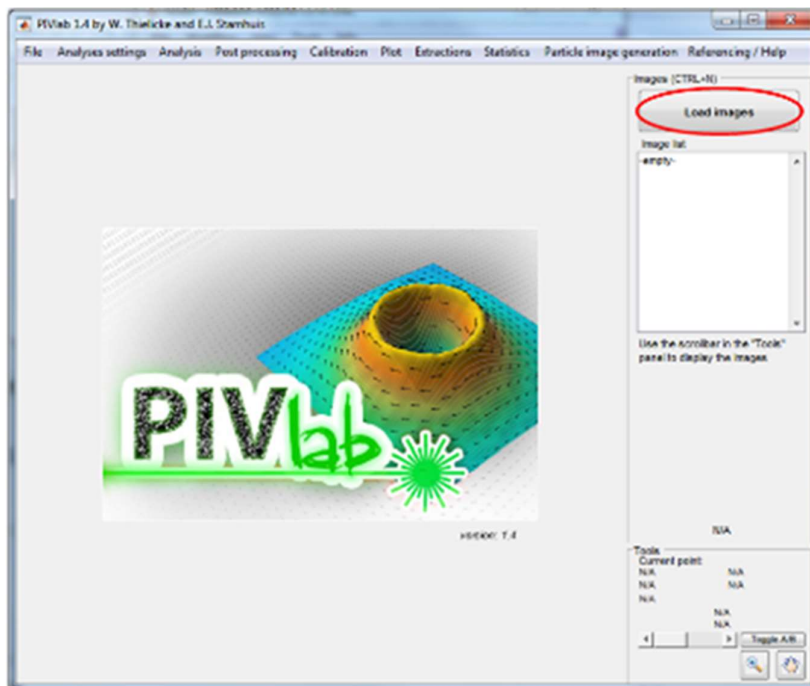 PIVlab 1.4 by W. Thielicke and E.J. Stamhuis
File Analyses settings Analysis Post processing Calibration Plot Extractions Statistics Particle image generation Referencing / Help
Images (CTRL+N)
Load images
Image list
-empty-
Use the scrollbar in the "Tools"
panel to display the images
PIVlab
version: 1.4
N/A
Tools
Current point:
N/A N/A
N/A N/A
N/A
N/A
N/A
Toggle A/B